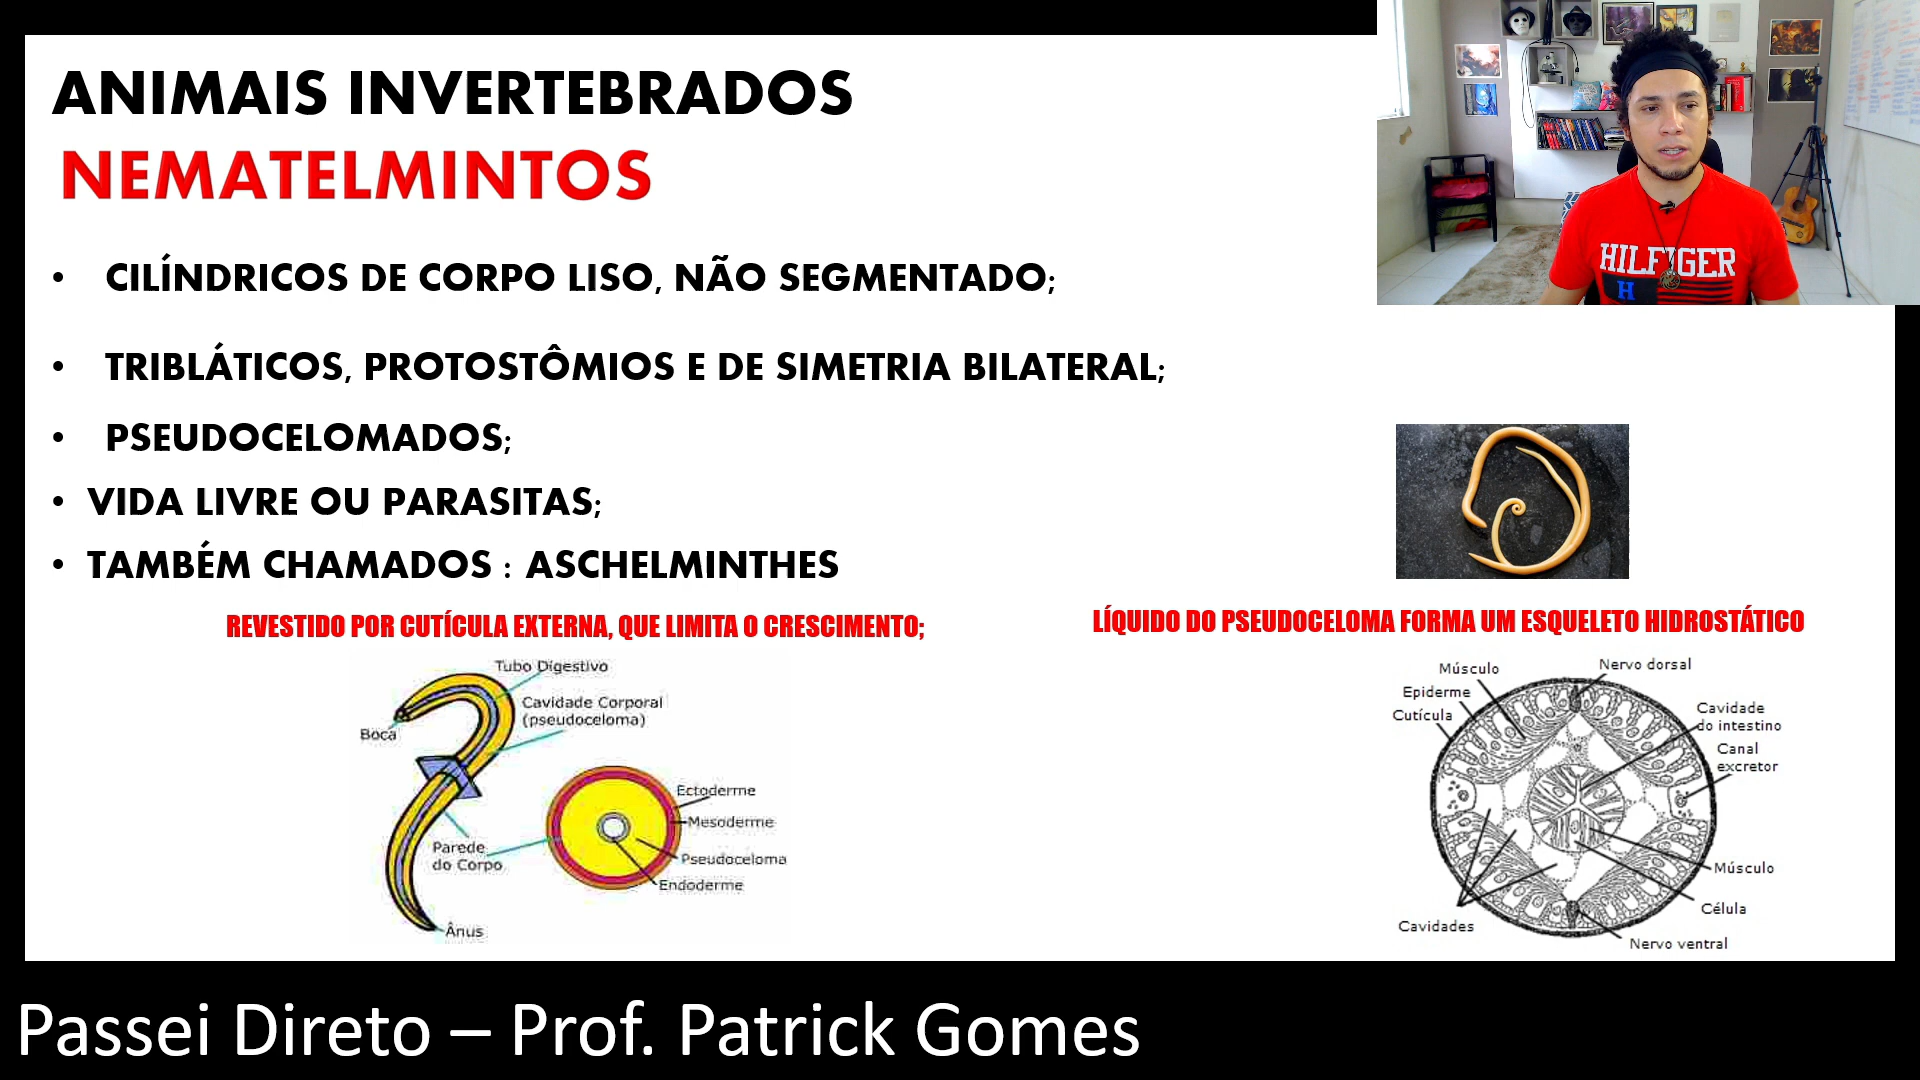 ANIMAIS INVERTEBRADOS
NEMATELMINTOS
• CILÍNDRICOS DE CORPO LISO, NÃO SEGMENTADO;
• TRIBLÁTICOS, PROTOSTÔMIOS E DE SIMETRIA BILATERAL;
• PSEUDOCELOMADOS;
• VIDA LIVRE OU PARASITAS;
• TAMBÉM CHAMADOS : ASCHELMINTHES
REVESTIDO POR CUTÍCULA EXTERNA, QUE LIMITA O CRESCIMENTO;
Tubo Digestivo
Cavidade Corporal
(pseudoceloma)
Boca
Ectoderme
Mesoderme
Parede
do Corpo
Pseudoceloma
Endoderme
Ânus
LÍQUIDO DO PSEUDOCELOMA FORMA UM ESQUELETO HIDROSTÁTICO
Músculo
Nervo dorsal
Epiderme
Cutícula
Cavidade
do intestino
Canal
excretor
Músculo
Célula
Cavidades
Nervo ventral
HILFIGER
H
Passei Direto – Prof. Patrick Gomes